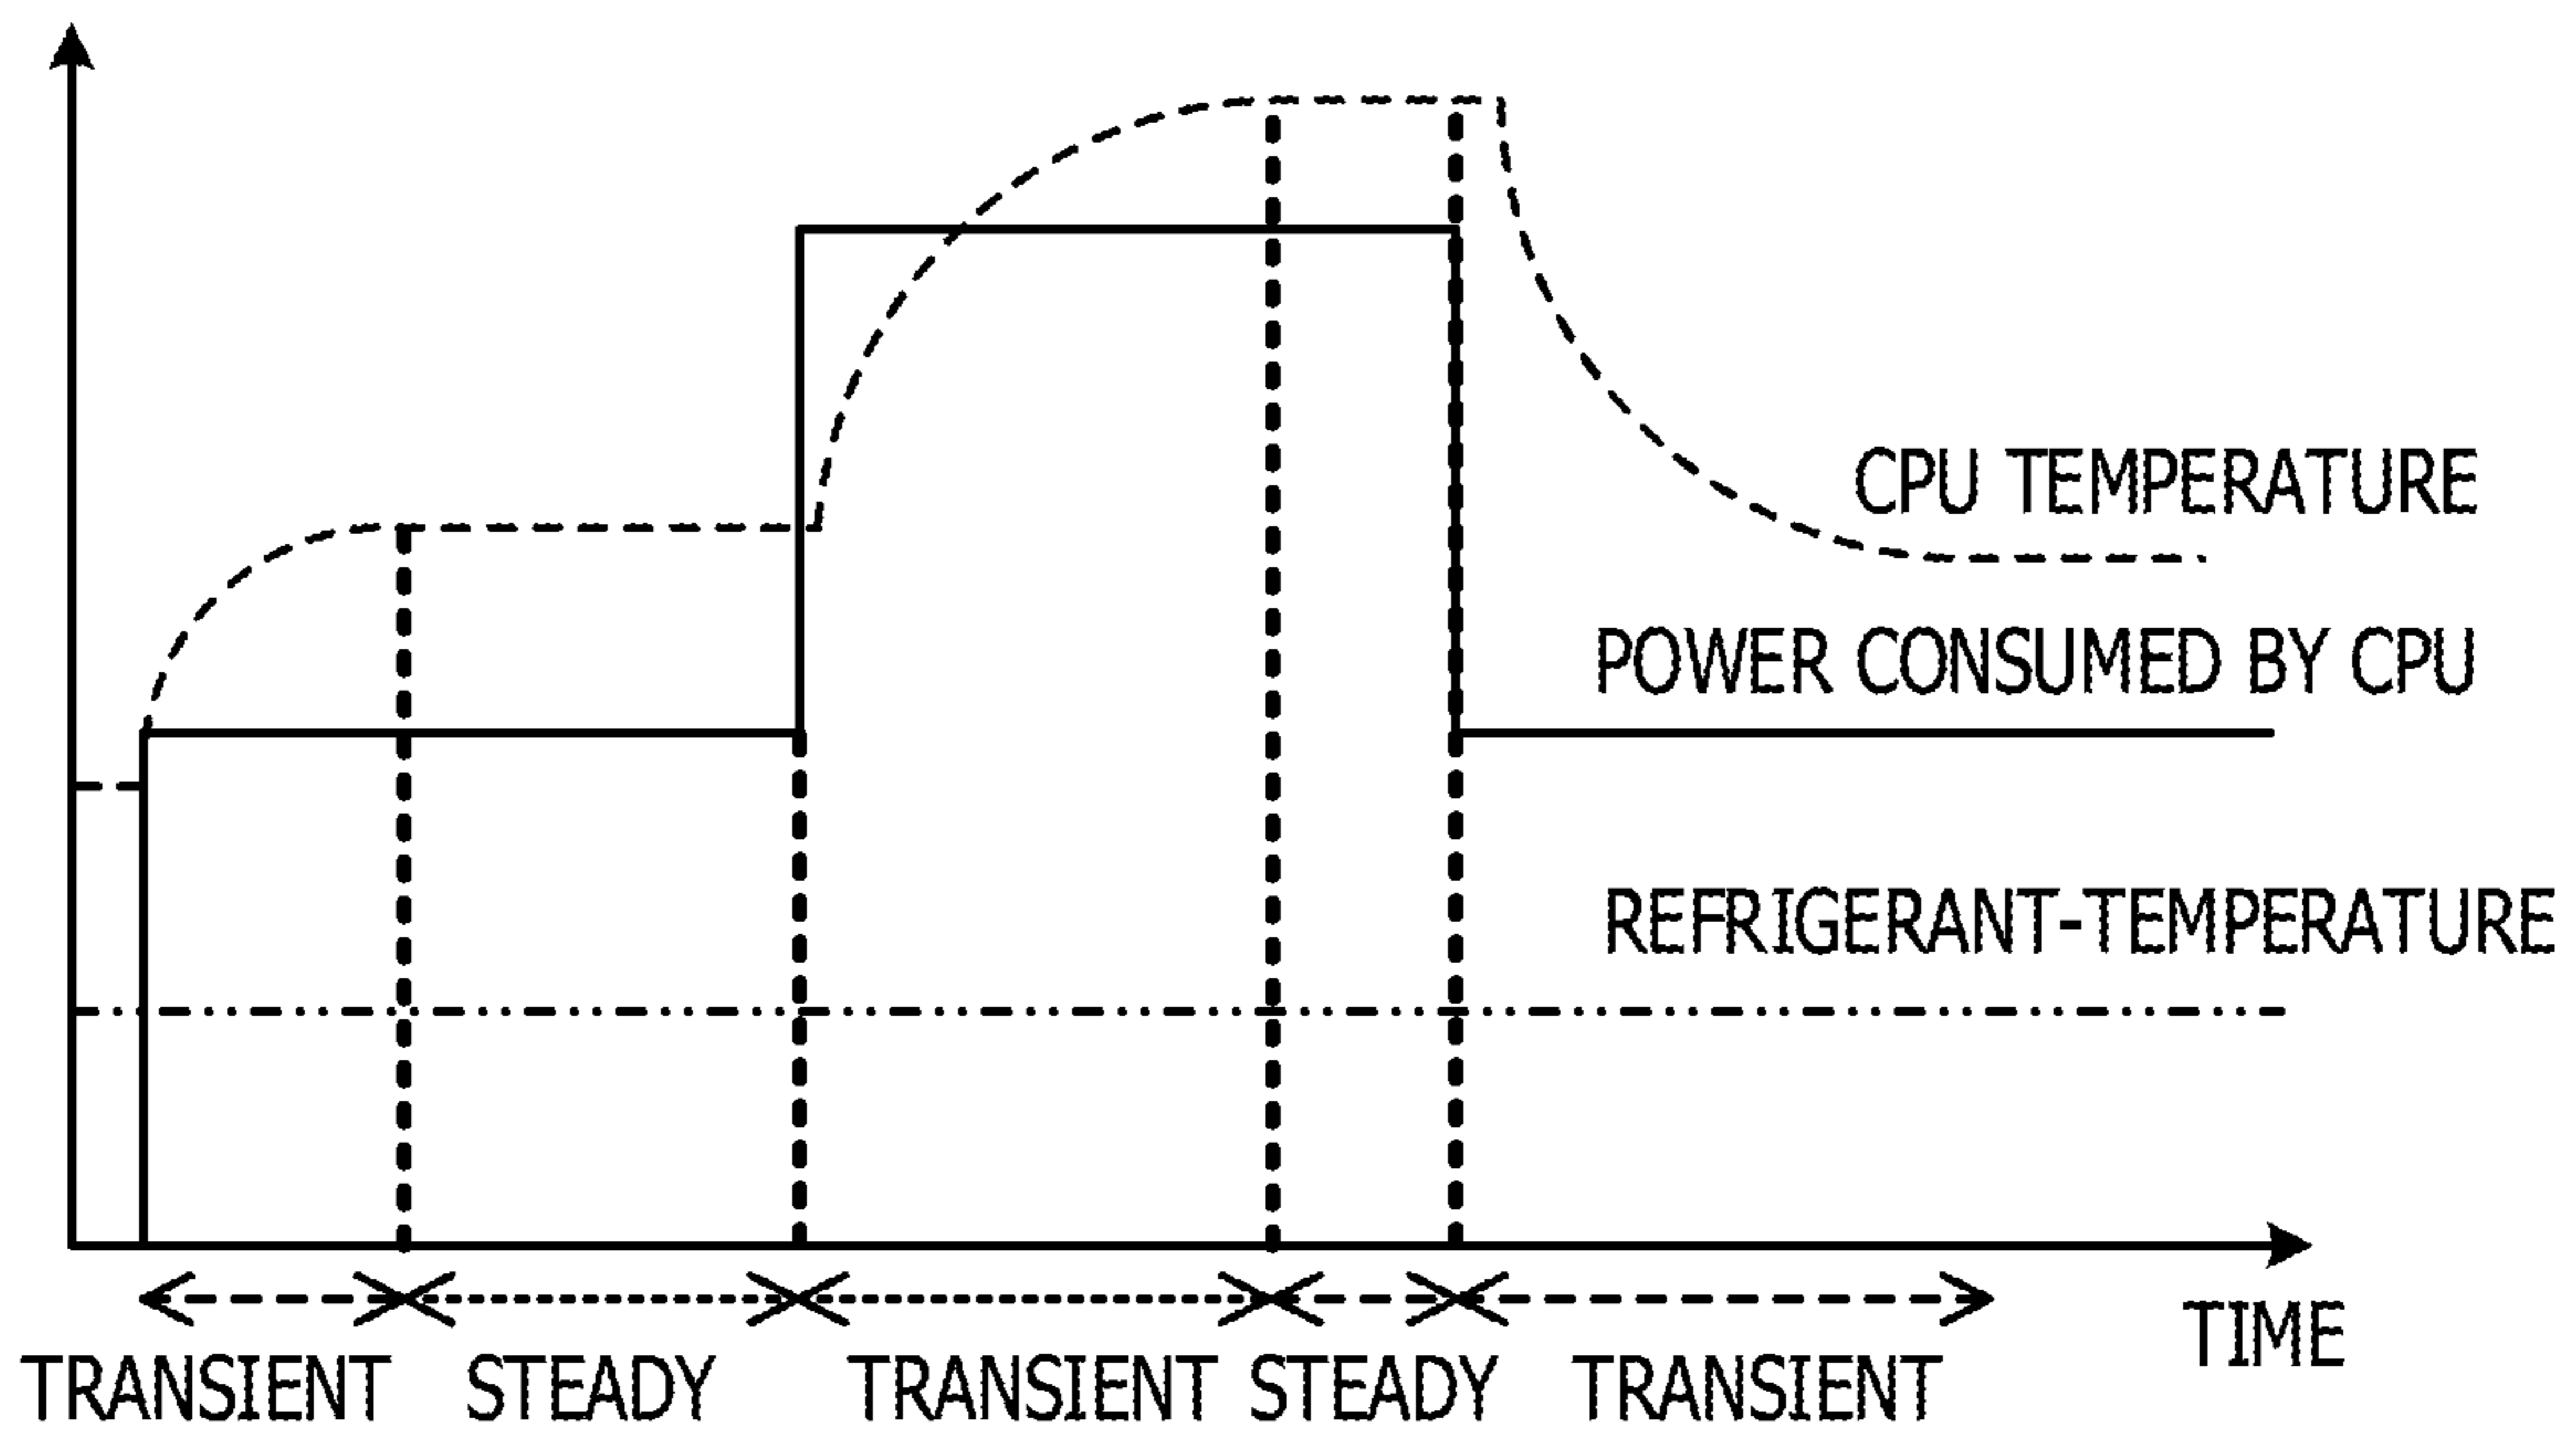 CPU TEMPERATURE
POWER CONSUMED BY CPU
REFRIGERANT-TEMPERATURE
TIME
TRANSIENT STEADY TRANSIENT STEADY TRANSIENT